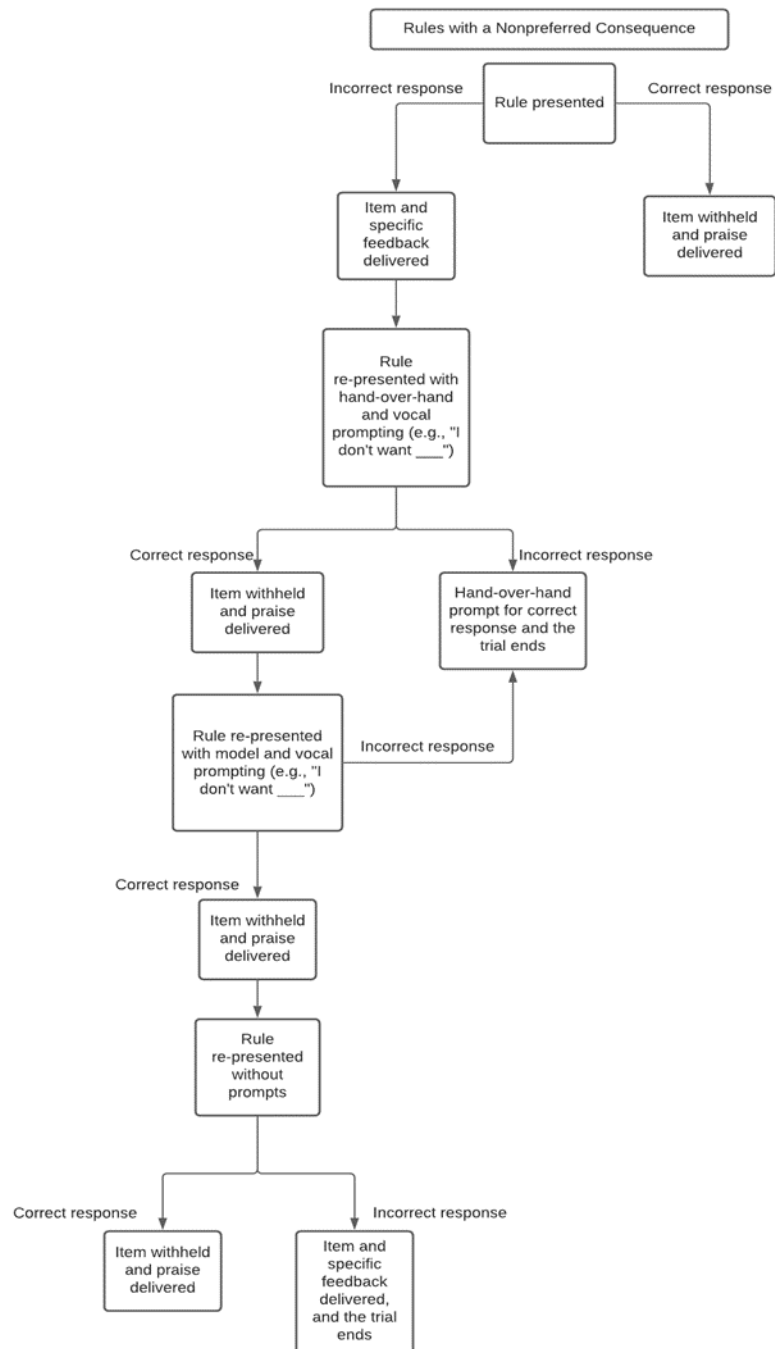 Rules with a Nonpreferred Consequence
Incorrect response
Correct response
Rule presented
Item and
specific
feedback
delivered
Item withheld
and praise
delivered
Rule
re-presented with
hand-over-hand
and vocal
prompting (e.g., "I
don't want ___")
Correct response
Incorrect response
Item withheld
and praise
delivered
Hand-over-hand
prompt for correct
response and the
trial ends
Rule re-presented
with model and vocal
prompting (e.g., "I
don't want ___")
Incorrect response
Correct response
Item withheld
and praise
delivered
Rule
re-presented
without
prompts
Correct response
Incorrect response
Item withheld
and praise
delivered
Item and
specific
feedback
delivered,
and the trial
ends